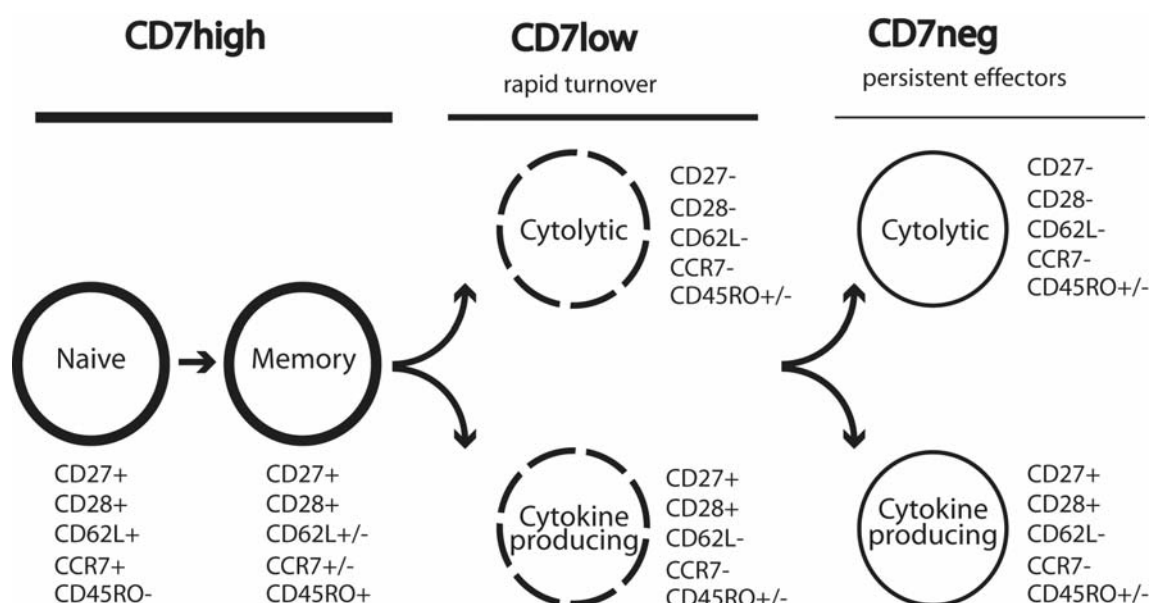 CD7high
CD7low
rapid turnover
CD7neg
persistent effectors
Naive
CD27+
CD28+
CD62L+
CCR7+
CD45RO-
Memory
CD27+
CD28+
CD62L+/-
CCR7+/-
CD45RO+
Cytolytic
CD27-
CD28-
CD62L-
CCR7-
CD45RO+/-
Cytokine
producing
CD27+
CD28+
CD62L-
CCR7-
CD45RO+/-
Cytolytic
CD27-
CD28-
CD62L-
CCR7-
CD45RO+/-
Cytokine
producing
CD27+
CD28+
CD62L-
CCR7-
CD45RO+/-